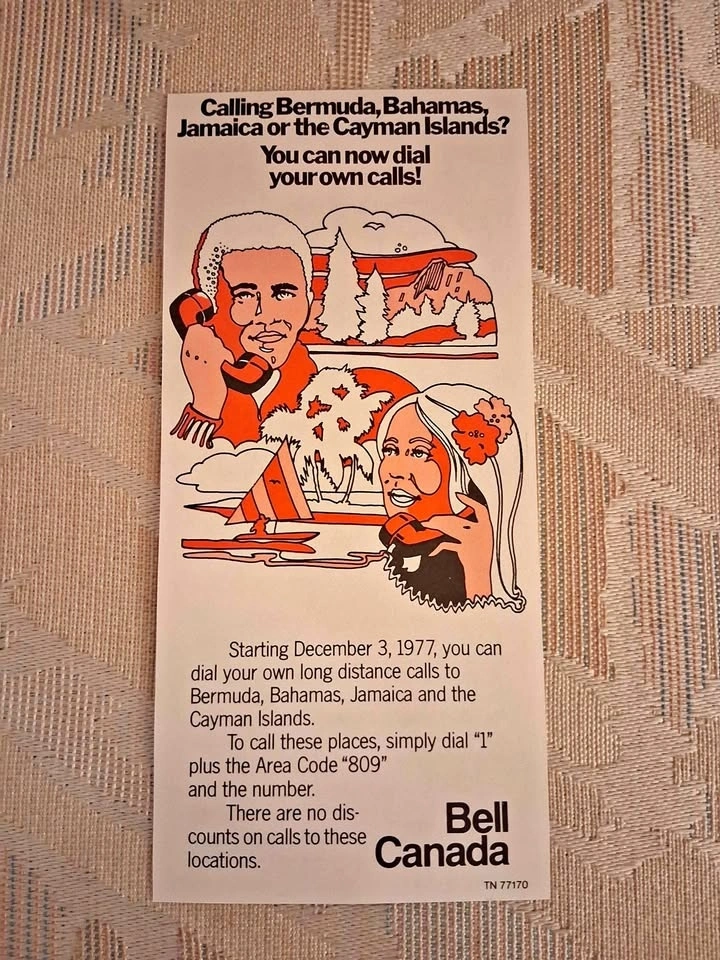 Calling Bermuda, Bahamas,
Jamaica or the Cayman Islands?
You can now dial
your own calls!
Starting December 3, 1977, you can
dial your own long distance calls to
Bermuda, Bahamas, Jamaica and the
Cayman Islands.
To call these places, simply dial “1”
plus the Area Code “809”
and the number.
There are no dis-
counts on calls to these
locations.
Bell
Canada
TN 77170